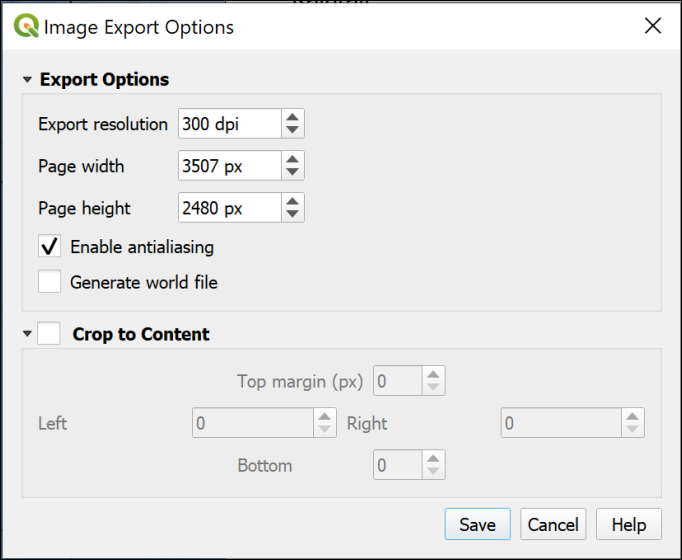 Image Export Options
Export Options
Export resolution 300 dpi
Page width 3507 px
Page height 2480 px
Enable antialiasing
Generate world file
Crop to Content
Top margin (px) 0
Left 0 Right 0
Bottom 0
Save Cancel Help